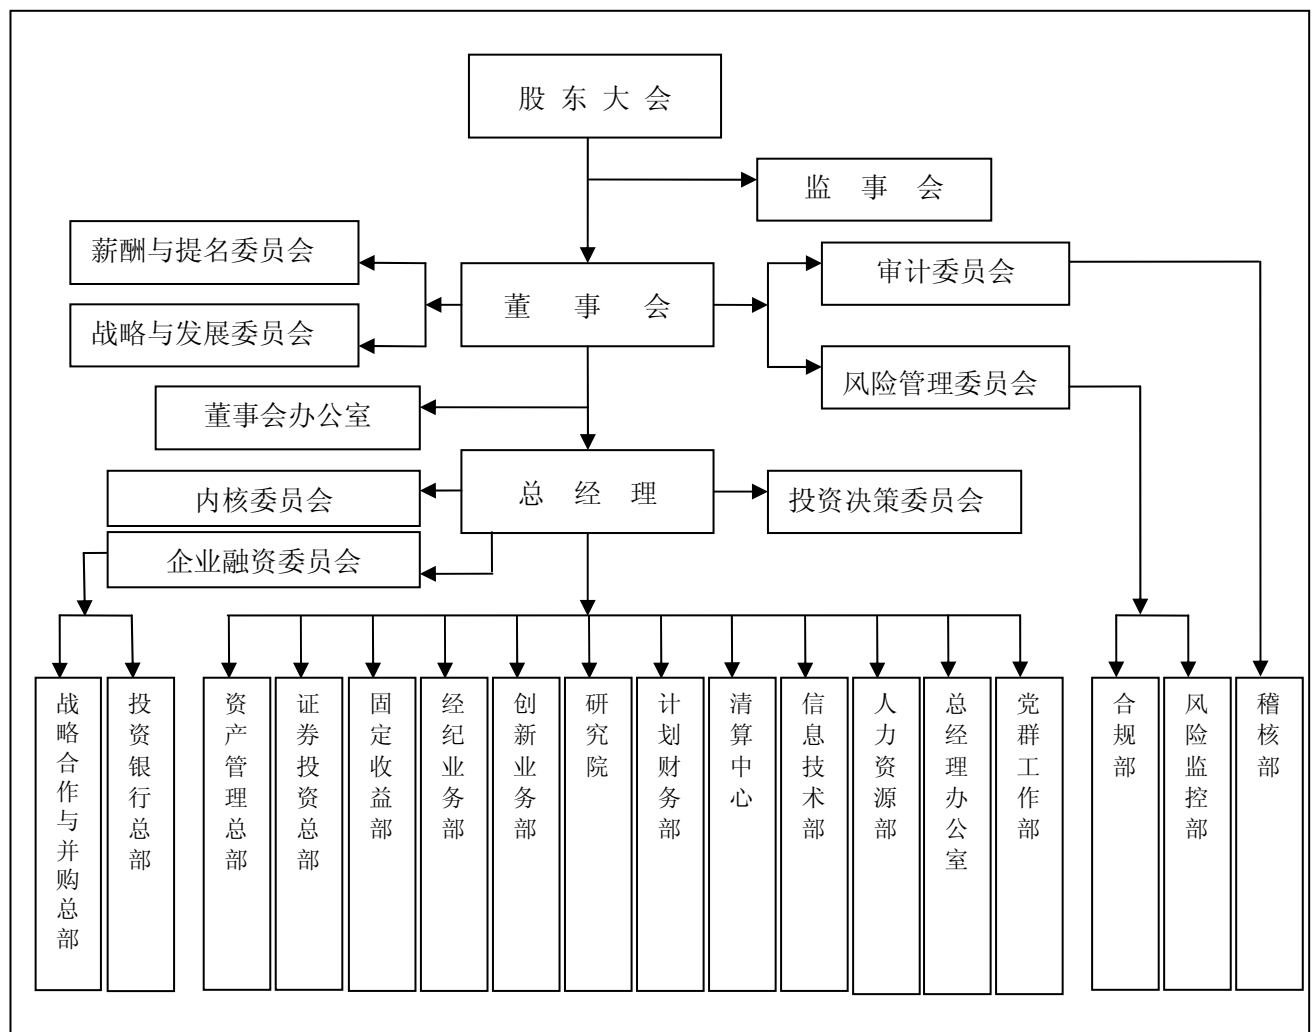 股东大会
监事会
薪酬与提名委员会
审计委员会
董事会
战略与发展委员会
风险管理委员会
董事会办公室
总经理
内核委员会
投资决策委员会
企业融资委员会
战略合作与并购总部
投资银行总部
资产管理总部
证券投资总部
固定收益部
经纪业务部
创新业务部
研究院
计划财务部
清算中心
信息技术部
人力资源部
总经理办公室
党群工作部
合规部
风险监控部
稽核部